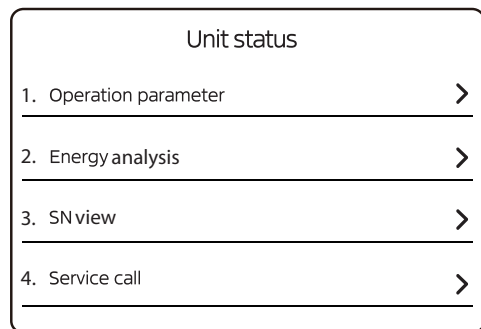 Unit status
1. Operation parameter
2. Energy analysis
3. SN view
4. Service call